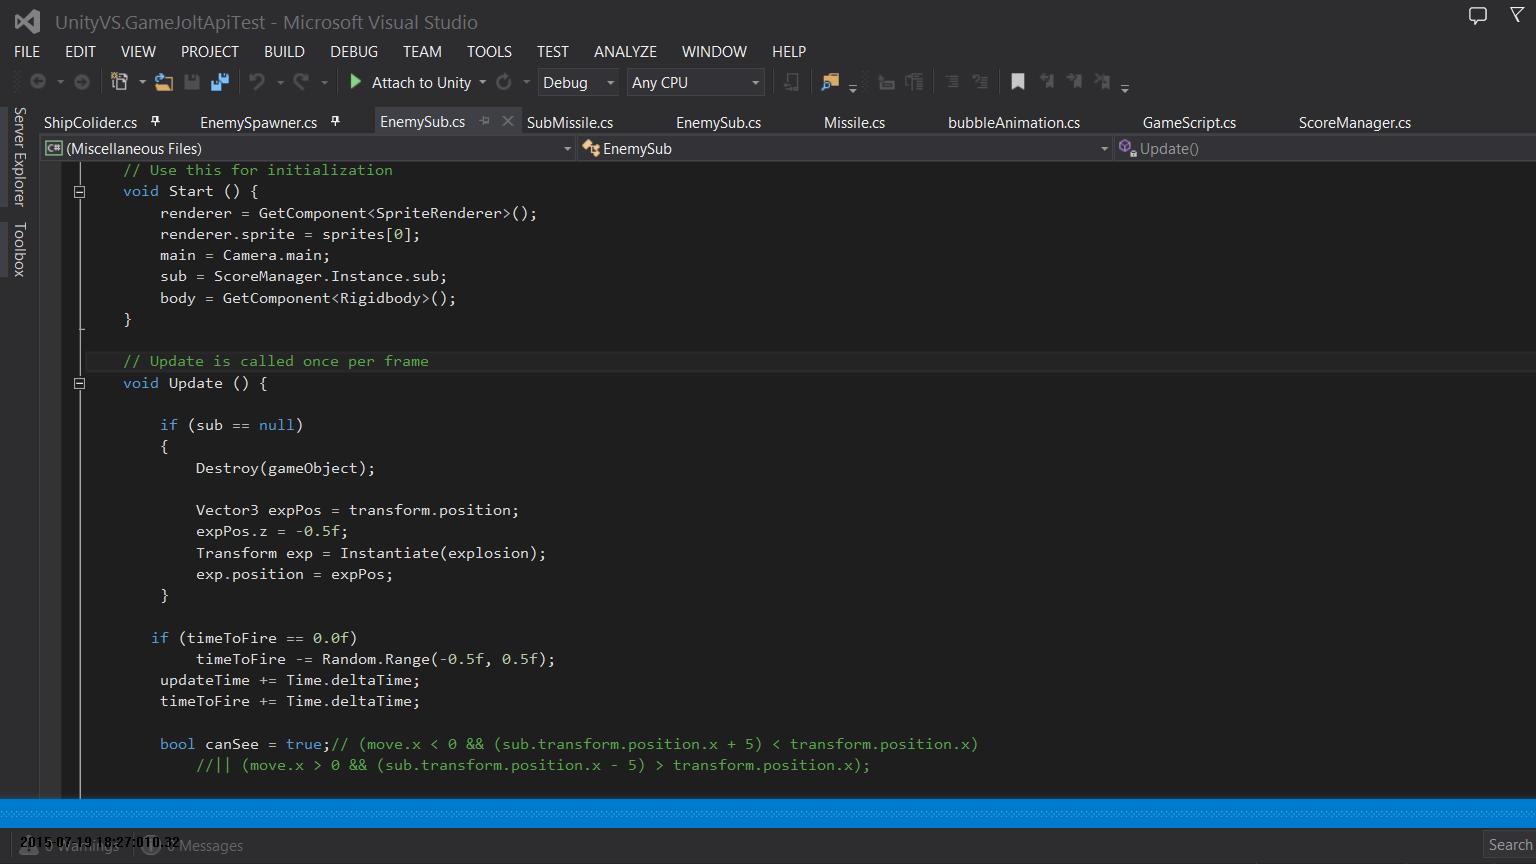 UnityVS.GameJoltApiTest - Microsoft Visual Studio
FILE EDIT VIEW PROJECT BUILD DEBUG TEAM TOOLS TEST ANALYZE WINDOW HELP
Attach to Unity Debug Any CPU
Server Explorer
Toolbox
ShipColider.cs EnemySpawner.cs EnemySub.cs SubMissile.cs EnemySub.cs Missile.cs bubbleAnimation.cs GameScript.cs ScoreManager.cs
C# (Miscellaneous Files) EnemySub Update()
// Use this for initialization
void Start () {
renderer = GetComponent<SpriteRenderer>();
renderer.sprite = sprites[0];
main = Camera.main;
sub = ScoreManager.Instance.sub;
body = GetComponent<Rigidbody>();
}
// Update is called once per frame
void Update () {
if (sub == null)
{
Destroy(gameObject);
Vector3 expPos = transform.position;
expPos.z = -0.5f;
Transform exp = Instantiate(explosion);
exp.position = expPos;
}
if (timeToFire == 0.0f)
timeToFire -= Random.Range(-0.5f, 0.5f);
updateTime += Time.deltaTime;
timeToFire += Time.deltaTime;
bool canSee = true;// (move.x < 0 && (sub.transform.position.x + 5) < transform.position.x)
//|| (move.x > 0 && (sub.transform.position.x - 5) > transform.position.x);
2015-07-19 18:27:010.32
0 Warnings 0 Messages
Search